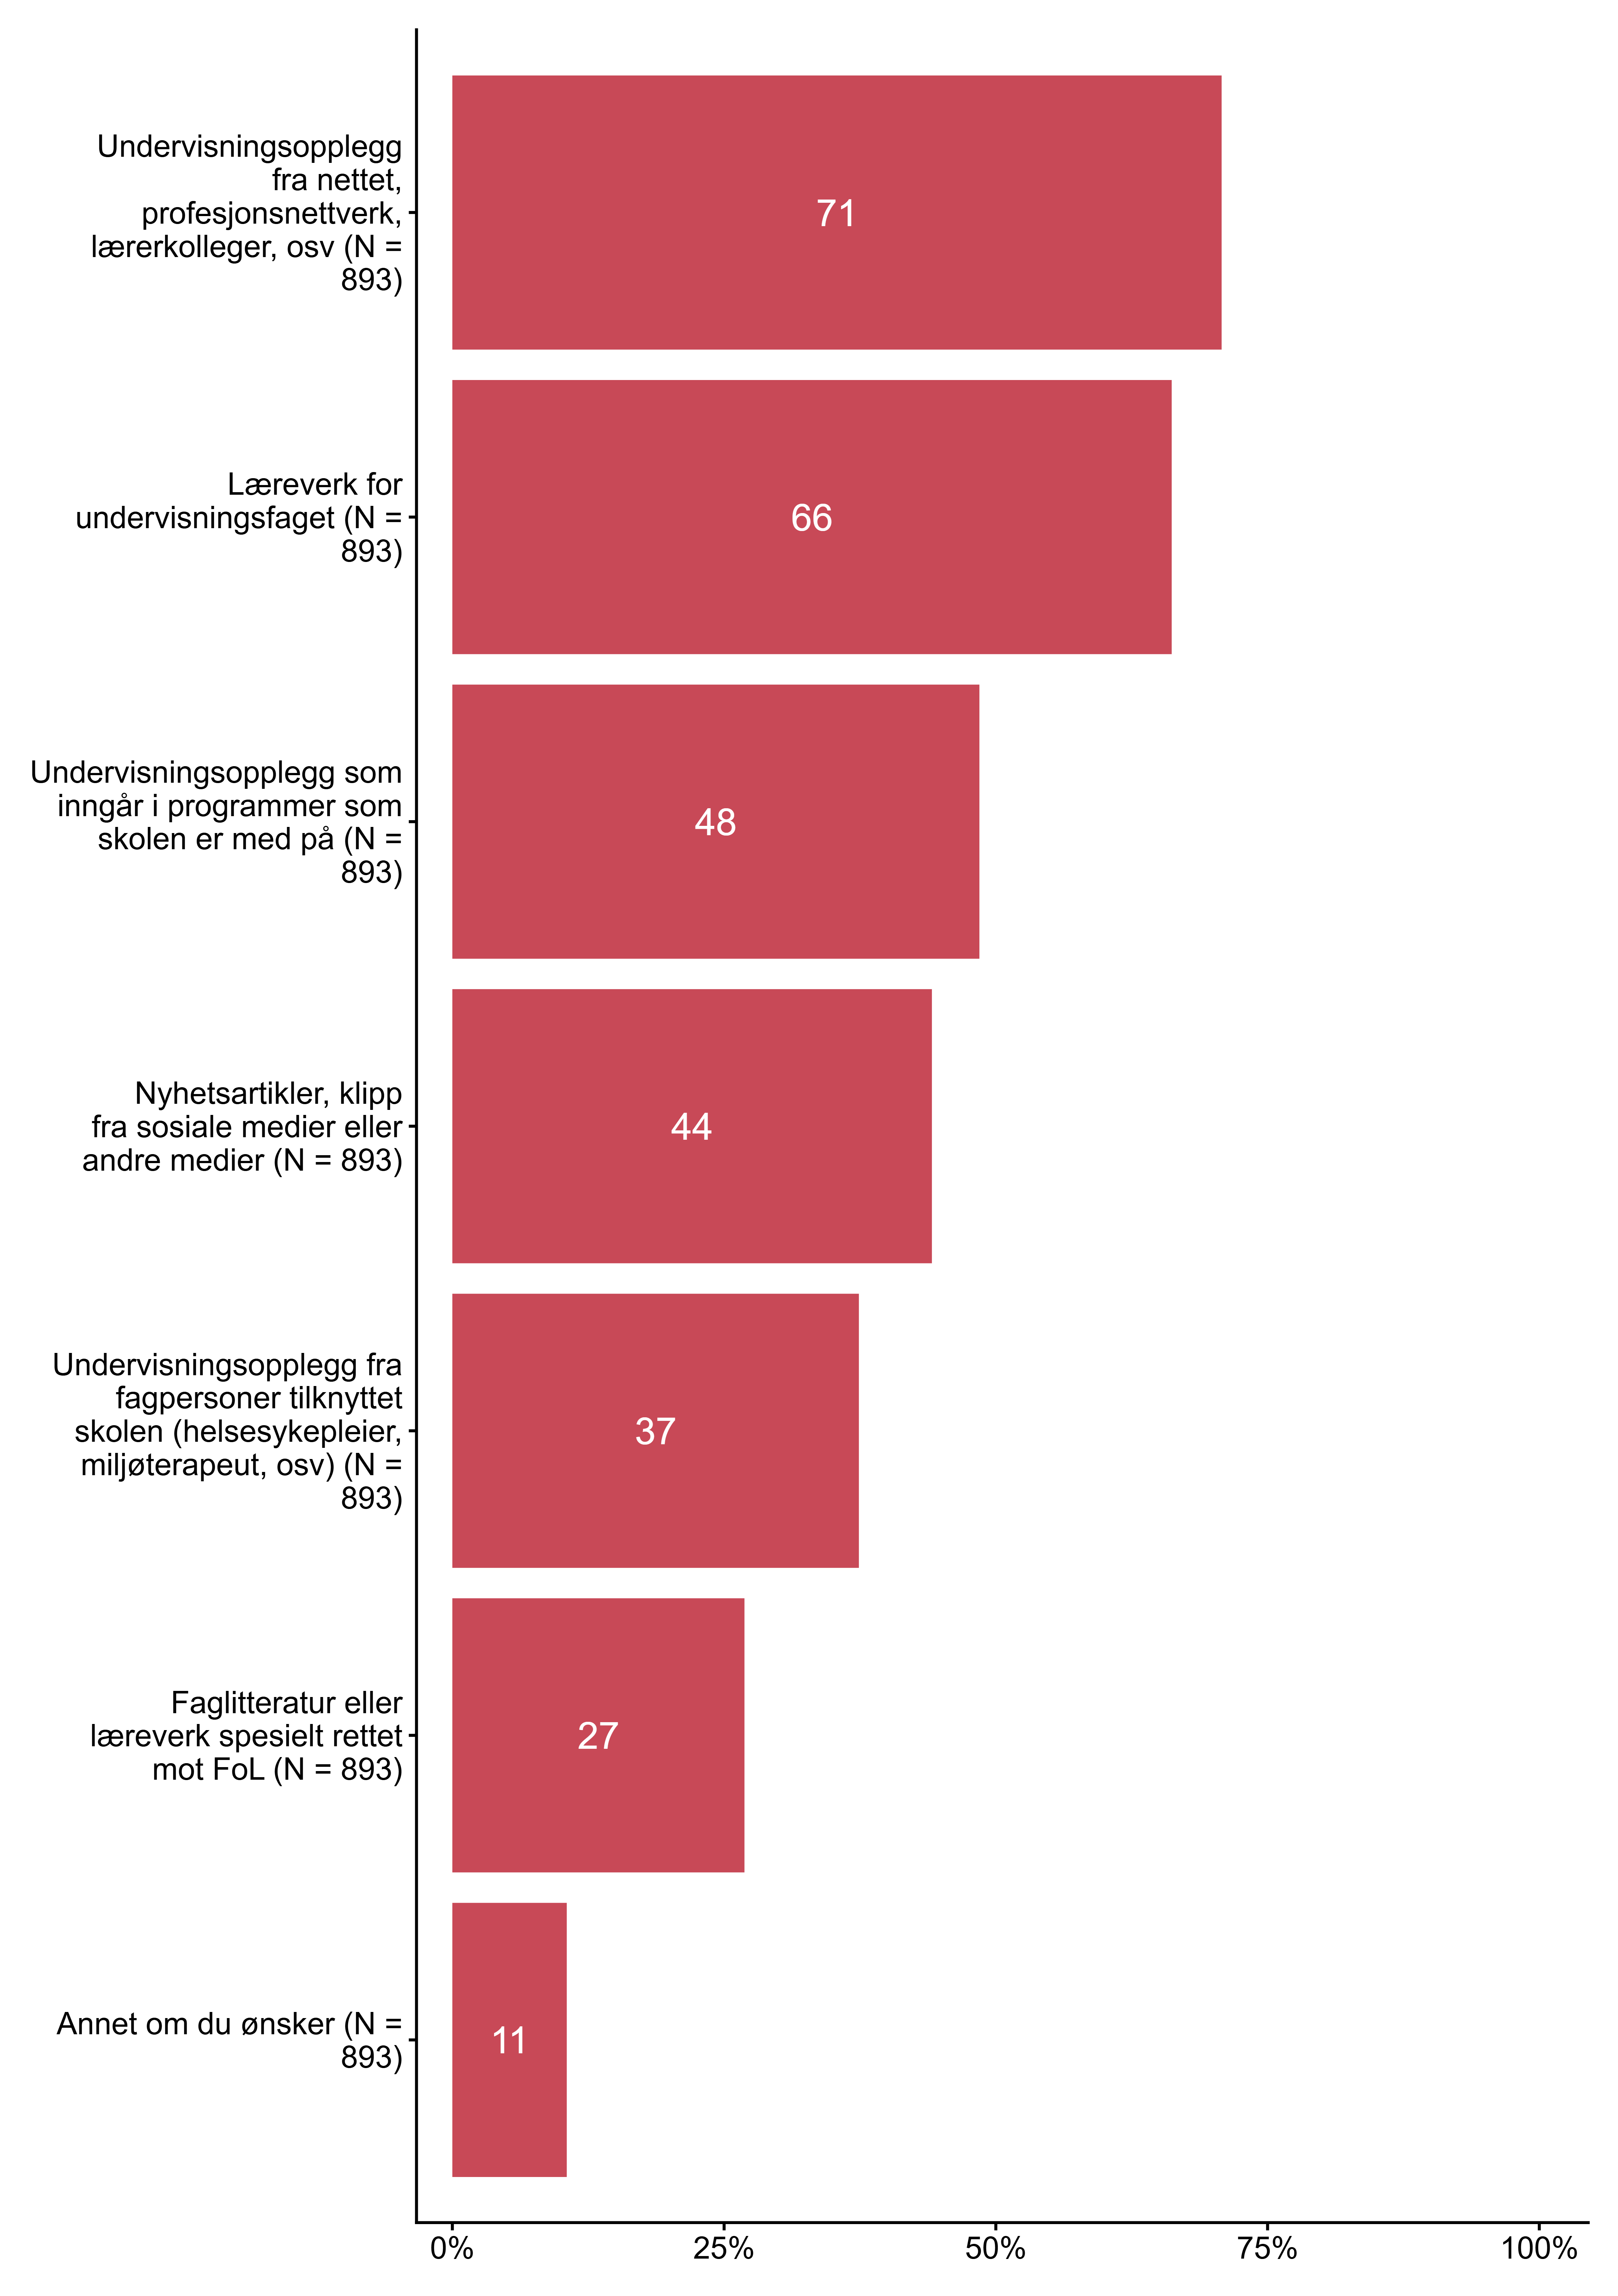 Undervisningsopplegg
fra nettet,
profesjonsnettverk,
lærerkolleger, osv (N =
893)
71
Læreverk for
undervisningsfaget (N =
893)
66
Undervisningsopplegg som
inngår i programmer som
skolen er med på (N =
893)
48
Nyhetsartikler, klipp
fra sosiale medier eller
andre medier (N = 893)
44
Undervisningsopplegg fra
fagpersoner tilknyttet
skolen (helsesykepleier,
miljøterapeut, osv) (N =
893)
37
Faglitteratur eller
læreverk spesielt rettet
mot FoL (N = 893)
27
Annet om du ønsker (N =
893)
11
0% 25% 50% 75% 100%